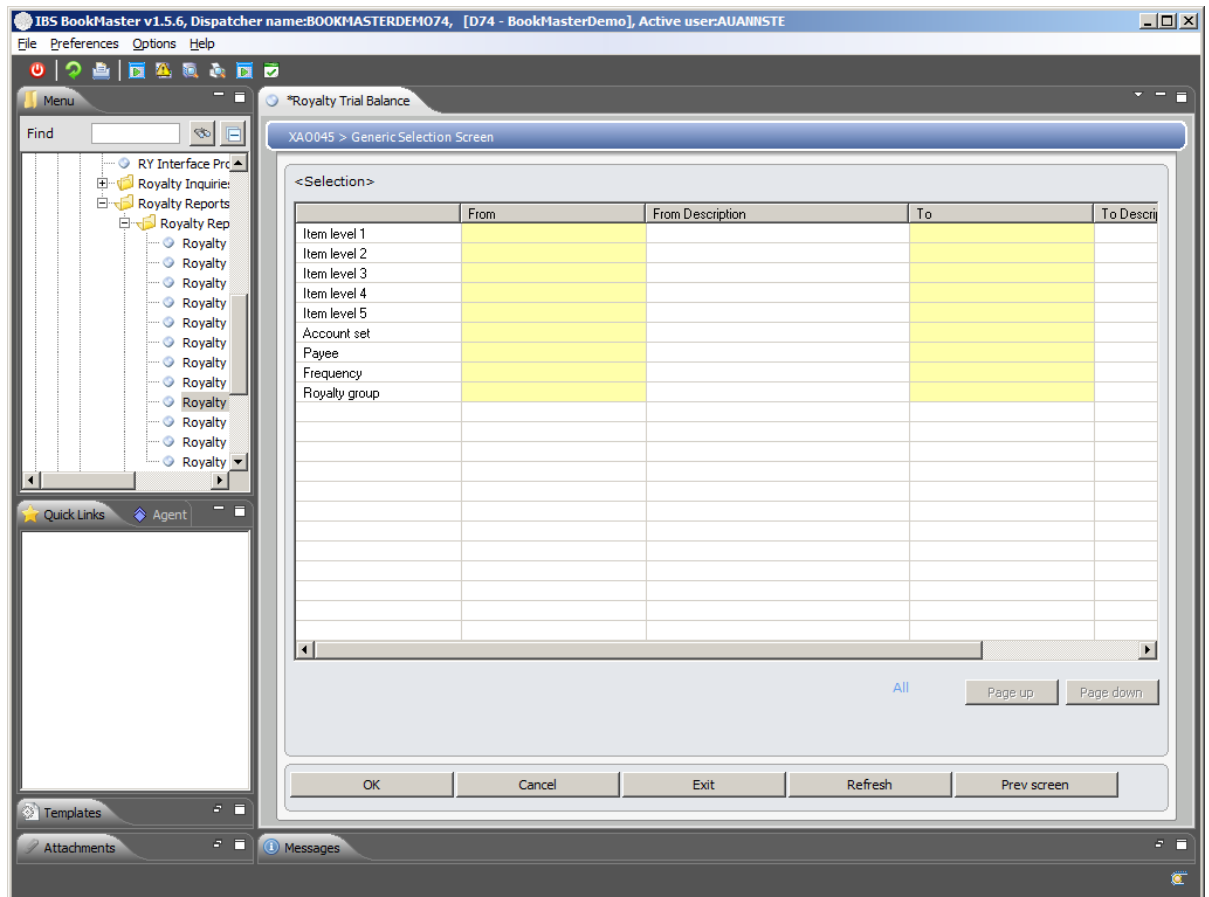 IBS BookMaster v1.5.6, Dispatcher name:BOOKMASTERDEMO74, [D74 - BookMasterDemo], Active user:AUANNSTE
File Preferences Options Help
Menu
Find
RY Interface Prc
Royalty Inquiries
Royalty Reports
Royalty Rep
Royalty
Royalty
Royalty
Royalty
Royalty
Royalty
Royalty
Royalty
Royalty
Royalty
Royalty
Royalty
Quick Links Agent
Templates
Attachments
*Royalty Trial Balance
XAO045 > Generic Selection Screen
<Selection>
From From Description To To Descrip
Item level 1
Item level 2
Item level 3
Item level 4
Item level 5
Account set
Payee
Frequency
Royalty group
All Page up Page down
OK Cancel Exit Refresh Prev screen
Messages